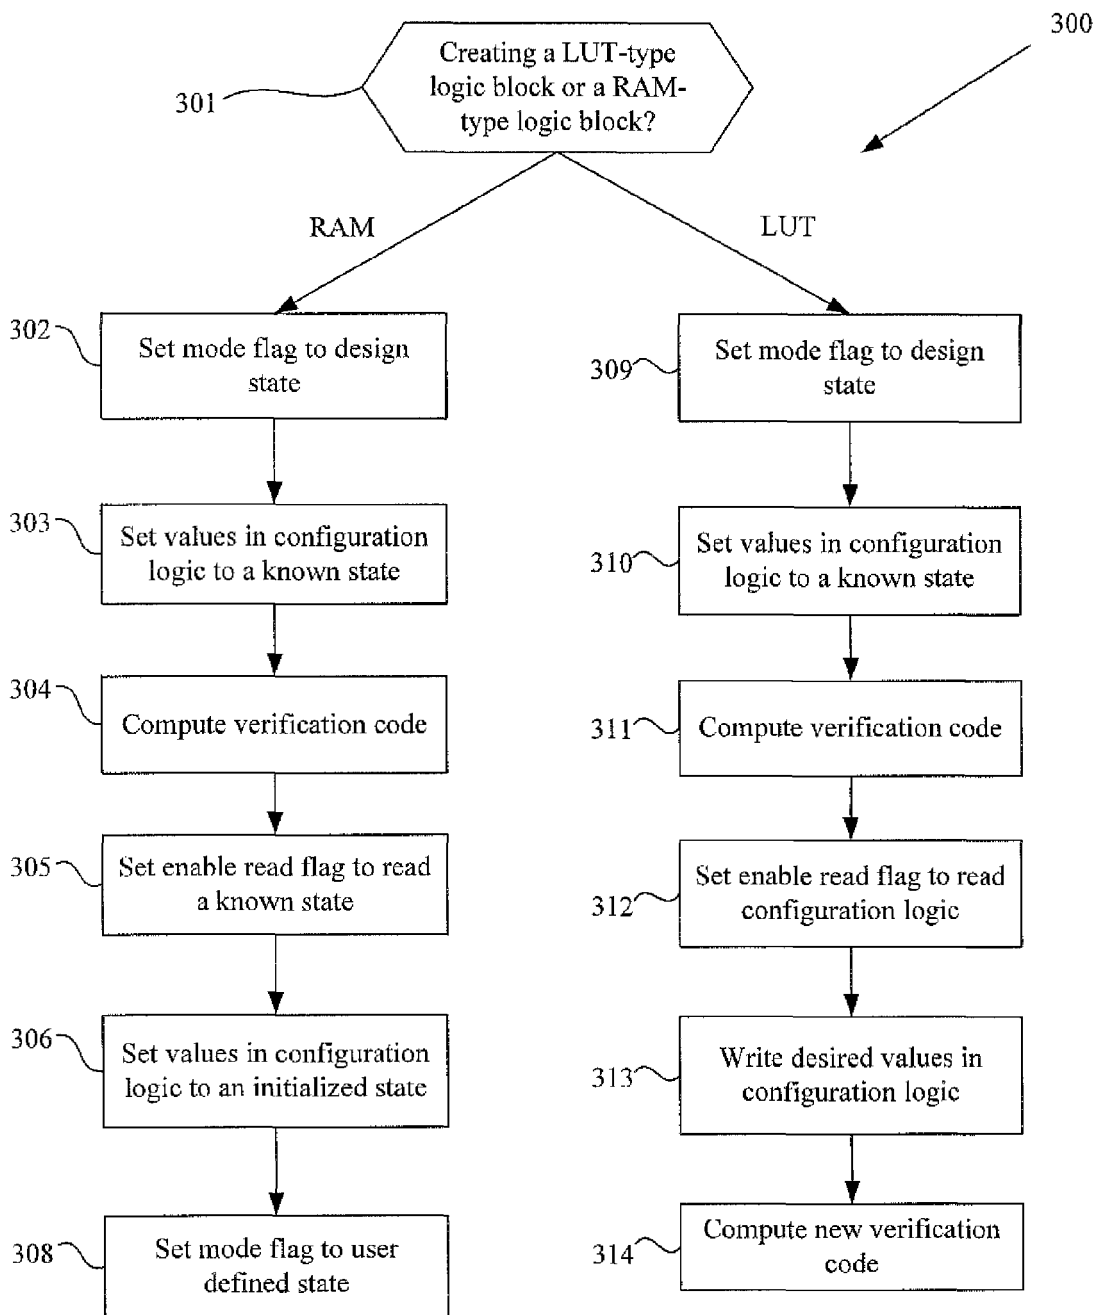 300
Creating a LUT-type
logic block or a RAM-
type logic block?
301
RAM
LUT
302
Set mode flag to design
state
303
Set values in configuration
logic to a known state
304
Compute verification code
305
Set enable read flag to read
a known state
306
Set values in configuration
logic to an initialized state
308
Set mode flag to user
defined state
309
Set mode flag to design
state
310
Set values in configuration
logic to a known state
311
Compute verification code
312
Set enable read flag to read
configuration logic
313
Write desired values in
configuration logic
314
Compute new verification
code